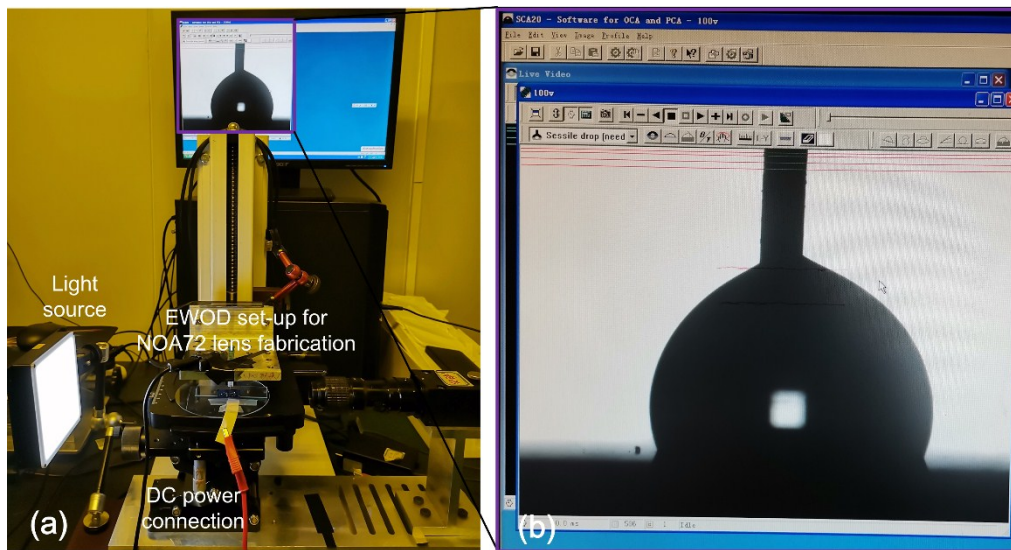 Light
source
EWOD set-up for
NOA72 lens fabrication
DC power
connection
(a)
SCA20 - Software for OCA and PCA - 100v
File Edit View Image Profile Help
Live Video
100v
Sessile drop [need
506
Idle
(b)